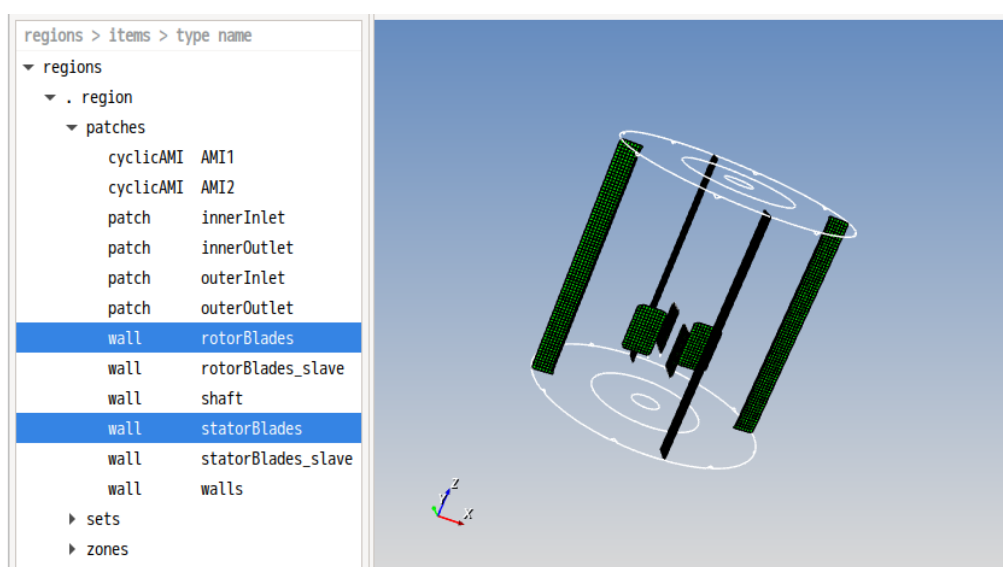 regions > items > type name
regions
. region
patches
cyclicAMI AMI1
cyclicAMI AMI2
patch innerInlet
patch innerOutlet
patch outerInlet
patch outerOutlet
wall rotorBlades
wall rotorBlades_slave
wall shaft
wall statorBlades
wall statorBlades_slave
wall walls
sets
zones
Z
Y
X